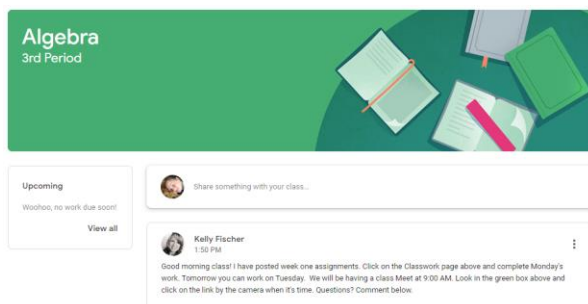 Algebra
3rd Period
Upcoming
Woohoo, no work due soon!
View all
Share something with your class...
Kelly Fischer
1:50 PM
Good morning class! I have posted week one assignments. Click on the Classwork page above and complete Monday's
work. Tomorrow you can work on Tuesday. We will be having a class Meet at 9:00 AM. Look in the green box above and
click on the link by the camera when it's time. Questions? Comment below.